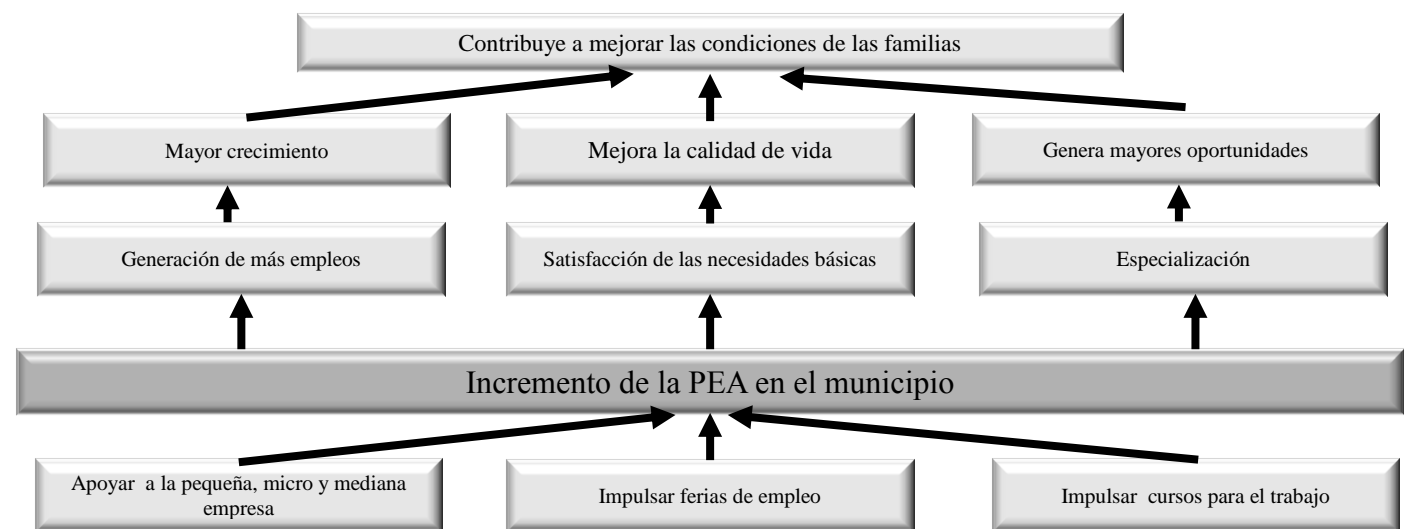 Contribuye a mejorar las condiciones de las familias
Mayor crecimiento
Mejora la calidad de vida
Genera mayores oportunidades
Generación de más empleos
Satisfacción de las necesidades básicas
Especialización
Incremento de la PEA en el municipio
Apoyar a la pequeña, micro y mediana
empresa
Impulsar ferias de empleo
Impulsar cursos para el trabajo